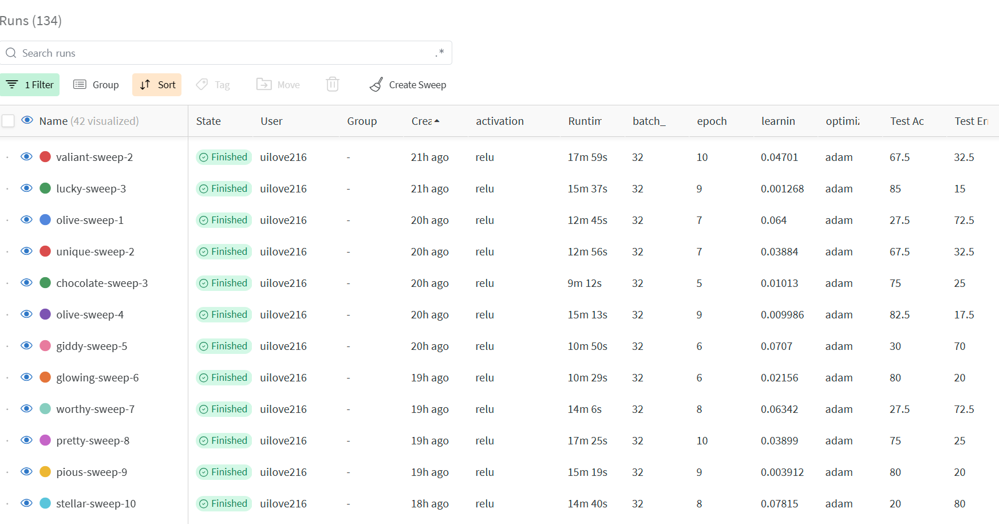 Runs (134)
Search runs .*
1 Filter Group Sort Tag Move Create Sweep
Name (42 visualized) State User Group Crea activation Runtim batch_ epoch learnin optimiz Test Ac Test Err
valiant-sweep-2 Finished uilove216 - 21h ago relu 17m 59s 32 10 0.04701 adam 67.5 32.5
lucky-sweep-3 Finished uilove216 - 21h ago relu 15m 37s 32 9 0.001268 adam 85 15
olive-sweep-1 Finished uilove216 - 20h ago relu 12m 45s 32 7 0.064 adam 27.5 72.5
unique-sweep-2 Finished uilove216 - 20h ago relu 12m 56s 32 7 0.03884 adam 67.5 32.5
chocolate-sweep-3 Finished uilove216 - 20h ago relu 9m 12s 32 5 0.01013 adam 75 25
olive-sweep-4 Finished uilove216 - 20h ago relu 15m 13s 32 9 0.009986 adam 82.5 17.5
giddy-sweep-5 Finished uilove216 - 20h ago relu 10m 50s 32 6 0.0707 adam 30 70
glowing-sweep-6 Finished uilove216 - 19h ago relu 10m 29s 32 6 0.02156 adam 80 20
worthy-sweep-7 Finished uilove216 - 19h ago relu 14m 6s 32 8 0.06342 adam 27.5 72.5
pretty-sweep-8 Finished uilove216 - 19h ago relu 17m 25s 32 10 0.03899 adam 75 25
pious-sweep-9 Finished uilove216 - 19h ago relu 15m 19s 32 9 0.003912 adam 80 20
stellar-sweep-10 Finished uilove216 - 18h ago relu 14m 40s 32 8 0.07815 adam 20 80